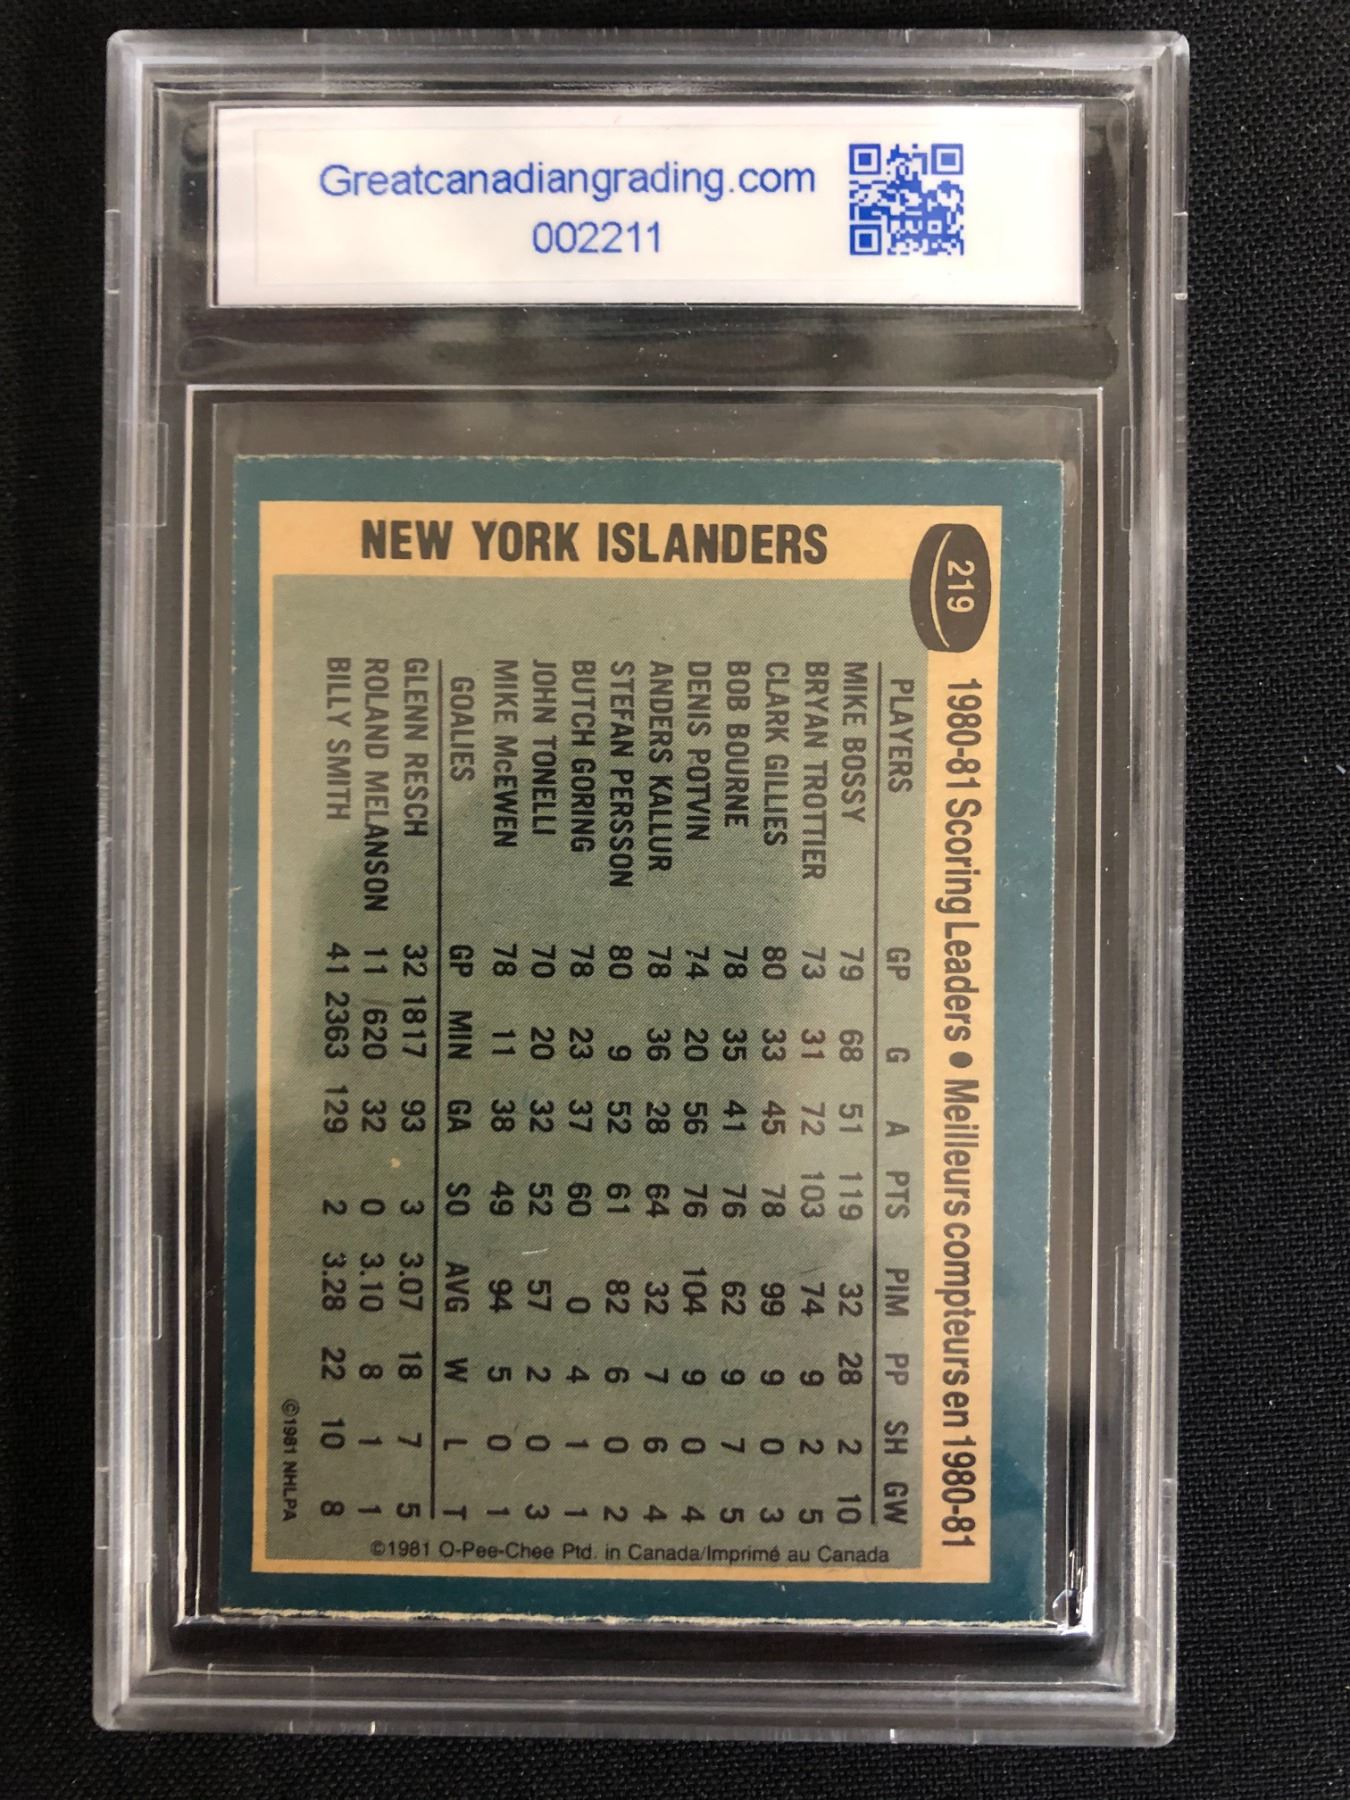 Greatcanadiangrading.com
002211
219
1980-81 Scoring Leaders • Meilleurs compteurs en 1980-81
NEW YORK ISLANDERS
PLAYERS GP G A PTS PIM PP SH GW
MIKE BOSSY 79 68 51 119 32 28 2 10
BRYAN TROTTIER 73 31 72 103 74 9 2 5
CLARK GILLIES 80 33 45 78 99 9 0 3
BOB BOURNE 78 35 41 76 62 9 7 5
DENIS POTVIN 74 20 56 76 104 9 0 4
ANDERS KALLUR 78 36 28 64 32 7 6 4
STEFAN PERSSON 80 9 52 61 82 6 0 2
BUTCH GORING 78 23 37 60 0 4 1 1
JOHN TONELLI 70 20 32 52 57 2 0 3
MIKE McEWEN 78 11 38 49 94 5 0 1
GOALIES GP MIN GA SO AVG W L T
GLENN RESCH 32 1817 93 3 3.07 18 7 5
ROLAND MELANSON 11 620 32 0 3.10 8 1 1
BILLY SMITH 41 2363 129 2 3.28 22 10 8
©1981 NHLPA
©1981 O-Pee-Chee Ptd. in Canada/Imprimé au Canada